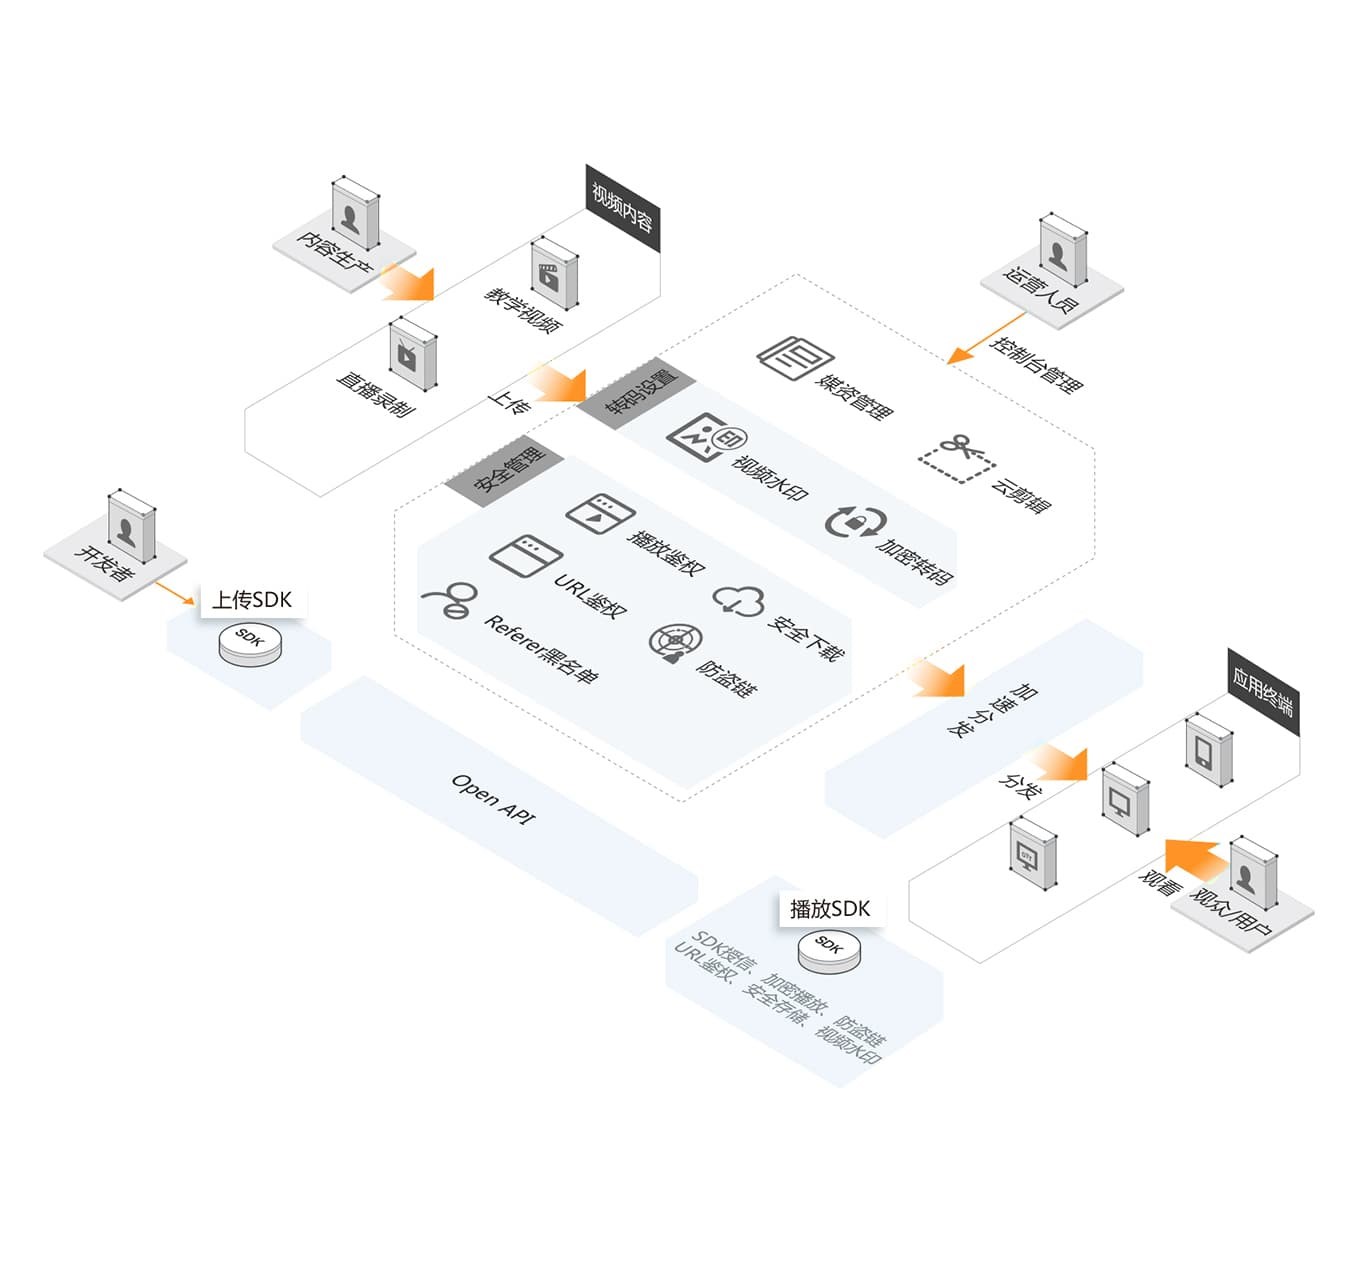 视频内容
内容生产
教学视频
直播录制
上传
运营人员
控制台管理
媒资管理
云剪辑
转码设置
视频水印
加密转码
安全管理
播放鉴权
URL鉴权
Referer黑名单
安全下载
防盗链
开发者
上传SDK
SDK
Open API
加速分发
分发
应用终端
OTT
观看
观众/用户
播放SDK
SDK
SDK授信、加密播放、防盗链
URL鉴权、安全存储、视频水印
印